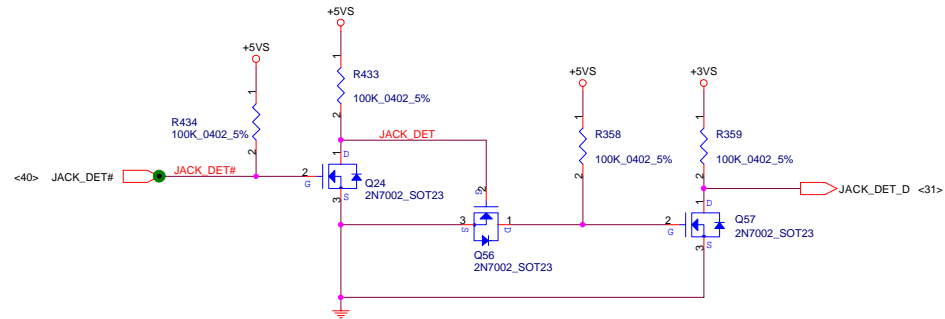 +5VS
+5VS
+5VS
+3VS
1
R434
100K_0402_5%
2
1
R433
100K_0402_5%
2
1
R358
100K_0402_5%
2
1
R359
100K_0402_5%
2
<40> JACK_DET#
JACK_DET#
JACK_DET
2
G
1
D
Q24
2N7002_SOT23
3
S
G
2
3
S
1
D
Q56
2N7002_SOT23
2
G
1
D
Q57
2N7002_SOT23
3
S
JACK_DET_D <31>